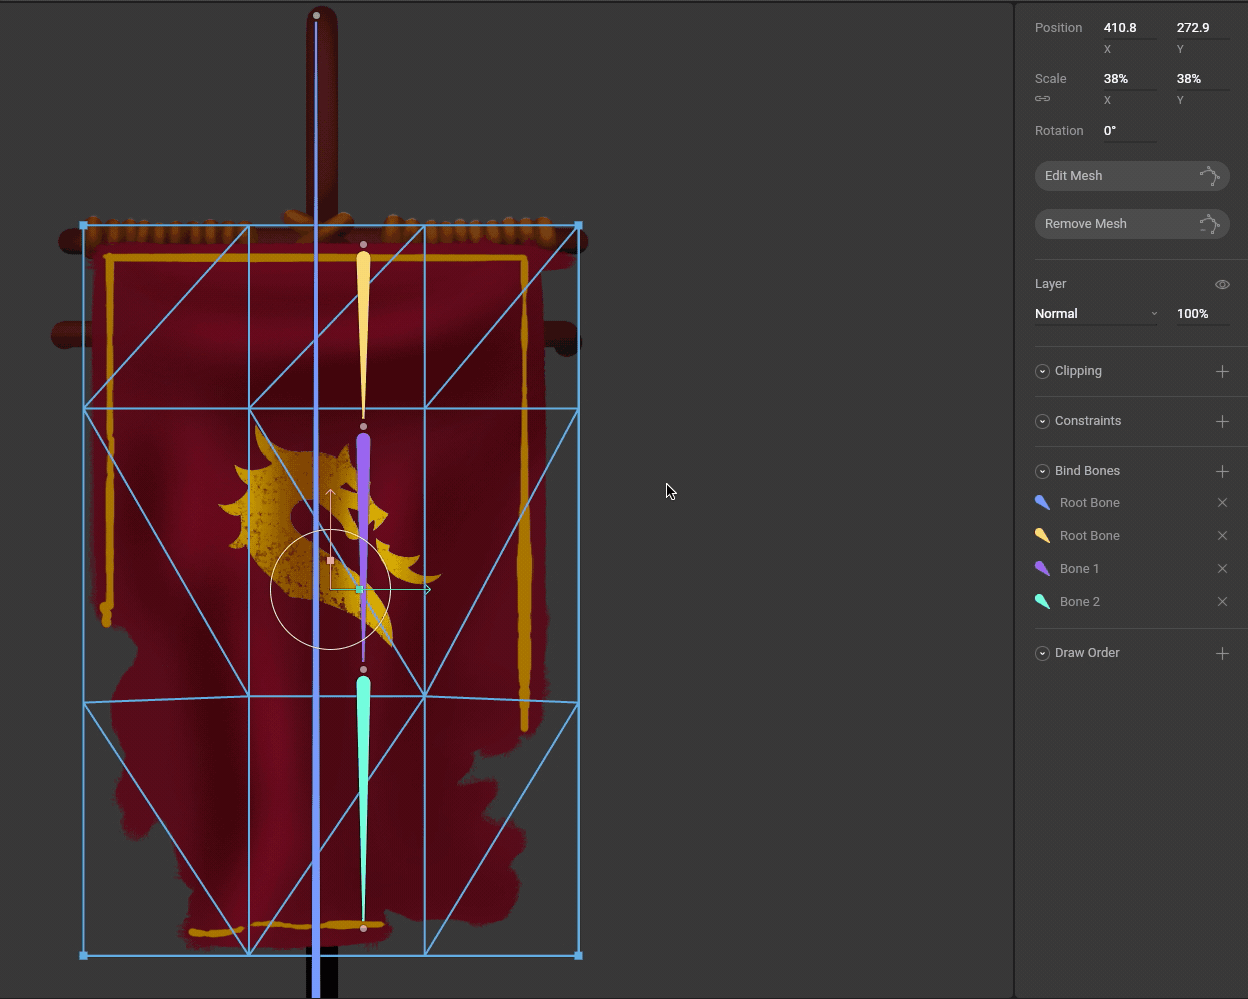 Position 410.8 272.9
X Y
Scale 38% 38%
X Y
Rotation 0°
Edit Mesh
Remove Mesh
Layer
Normal 100%
Clipping
Constraints
Bind Bones
Root Bone
Root Bone
Bone 1
Bone 2
Draw Order